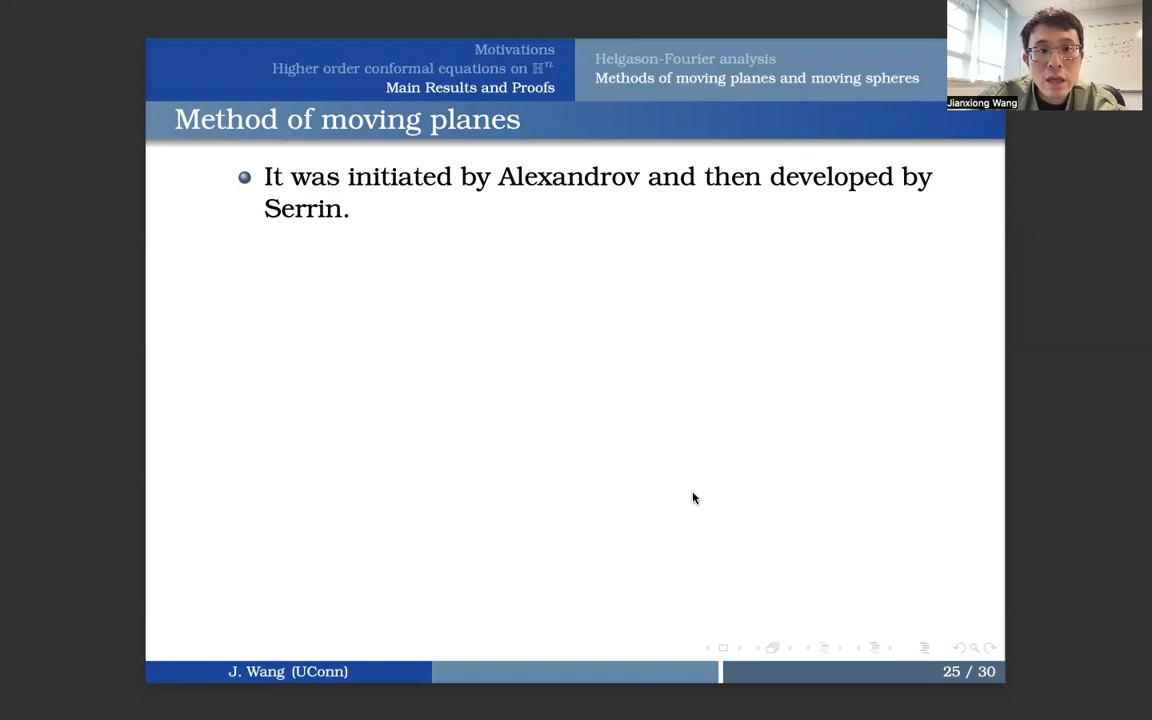 Motivations
Higher order conformal equations on ℍⁿ
Main Results and Proofs
Helgason-Fourier analysis
Methods of moving planes and moving spheres
Jianxiong Wang
Method of moving planes
It was initiated by Alexandrov and then developed by
Serrin.
J. Wang (UConn)
25 / 30